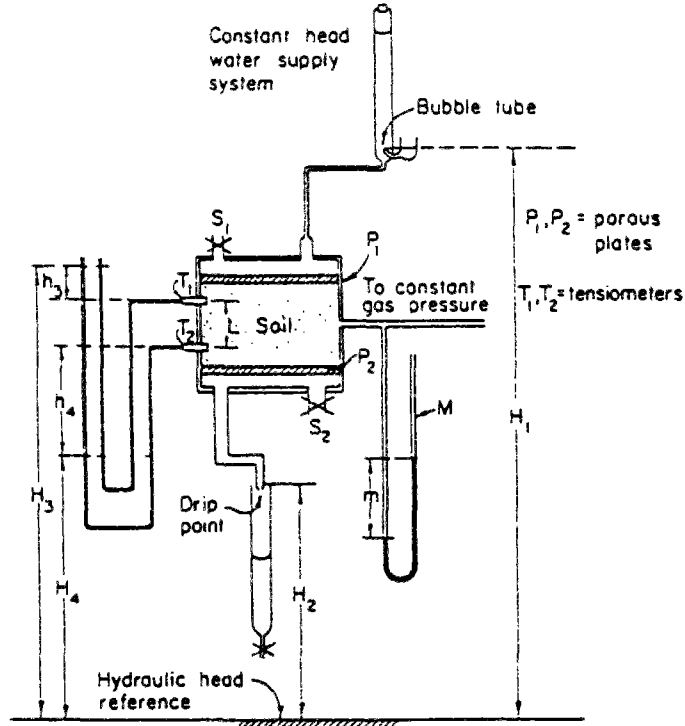 Constant head
water supply
system
Bubble tube
S₁
P₁
P₁, P₂ = porous
plates
To constant
gas pressure
T₁, T₂ = tensiometers
h₃
T₁
L
Soil
T₂
P₂
h₄
S₂
M
H₁
H₃
m
Drip
point
H₄
H₂
Hydraulic head
reference